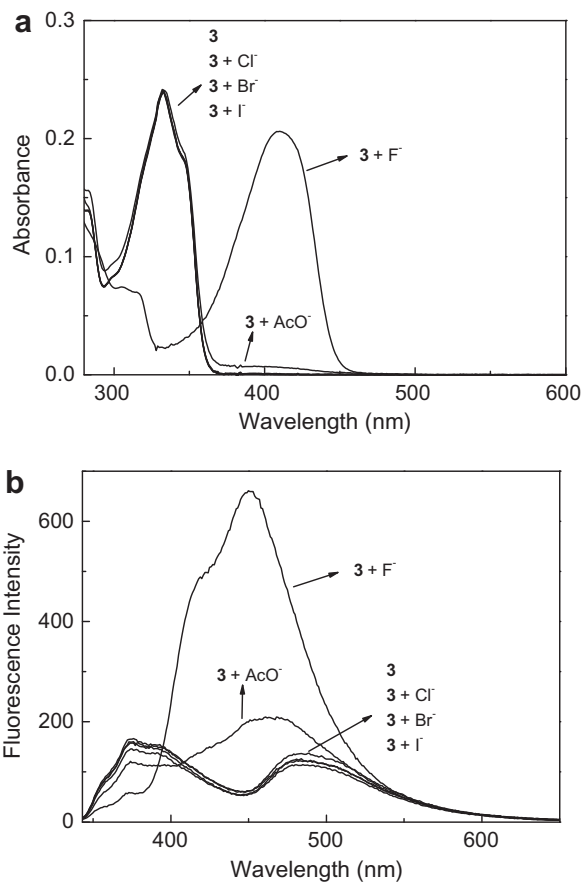 a
0.3
0.2
0.1
0.0
Absorbance
3
3 + Cl⁻
3 + Br⁻
3 + I⁻
3 + F⁻
3 + AcO⁻
300
400
500
600
Wavelength (nm)
b
600
400
200
0
Fluorescence Intensity
3 + F⁻
3 + AcO⁻
3
3 + Cl⁻
3 + Br⁻
3 + I⁻
400
500
600
Wavelength (nm)